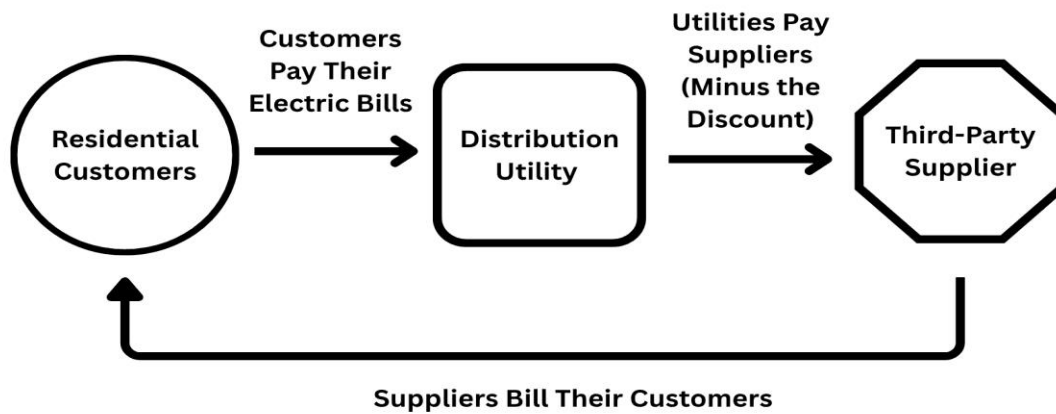 Residential
Customers
Customers
Pay Their
Electric Bills
Distribution
Utility
Utilities Pay
Suppliers
(Minus the
Discount)
Third-Party
Supplier
Suppliers Bill Their Customers